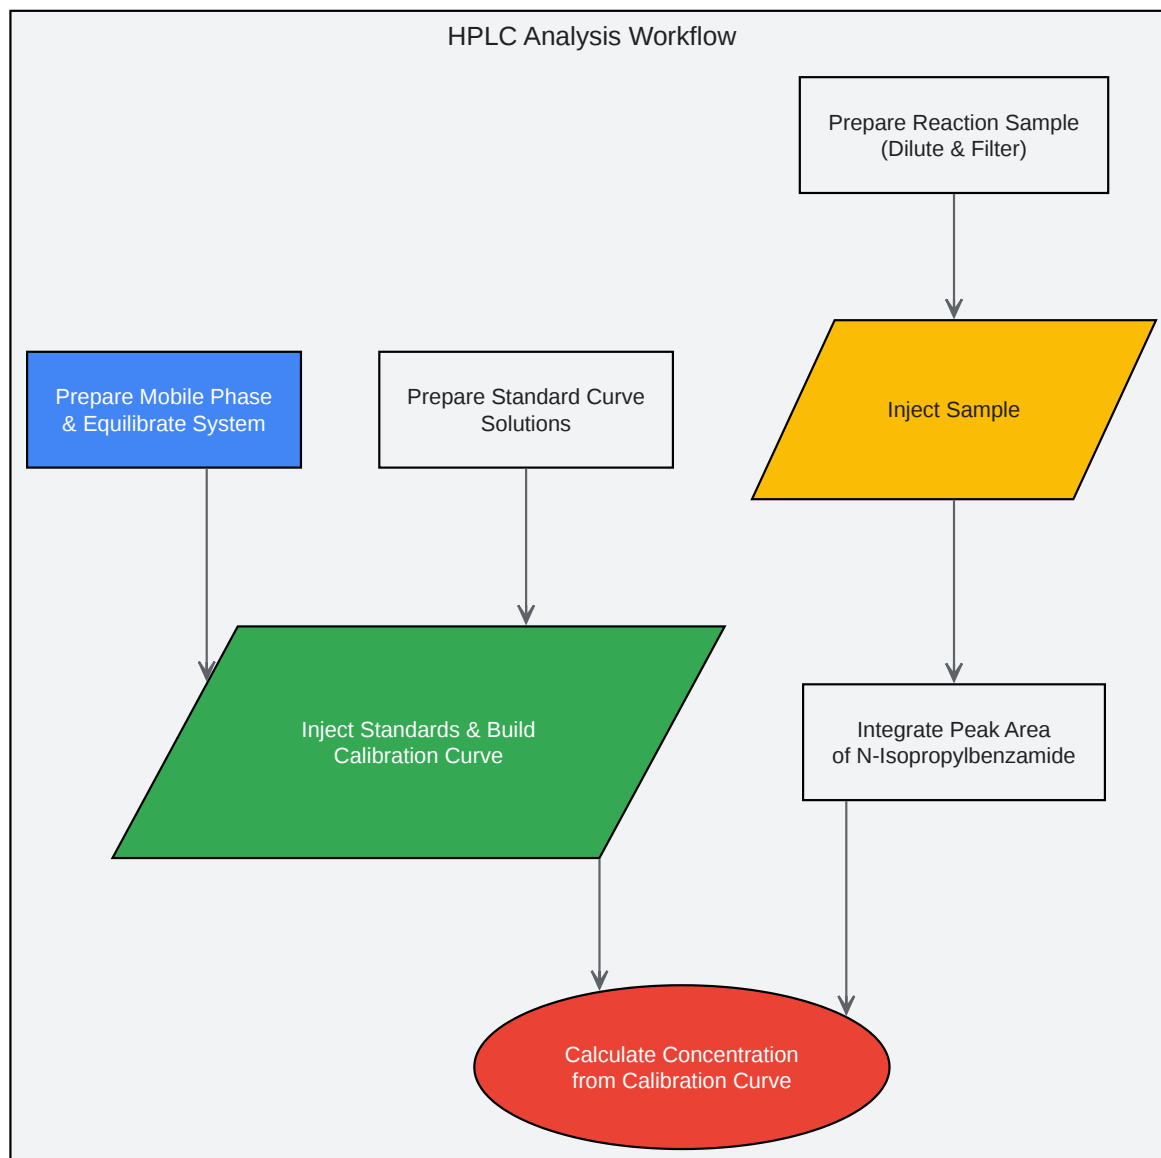 HPLC Analysis Workflow
Prepare Reaction Sample
(Dilute & Filter)
Prepare Mobile Phase
& Equilibrate System
Prepare Standard Curve
Solutions
Inject Sample
Inject Standards & Build
Calibration Curve
Integrate Peak Area
of N-Isopropylbenzamide
Calculate Concentration
from Calibration Curve